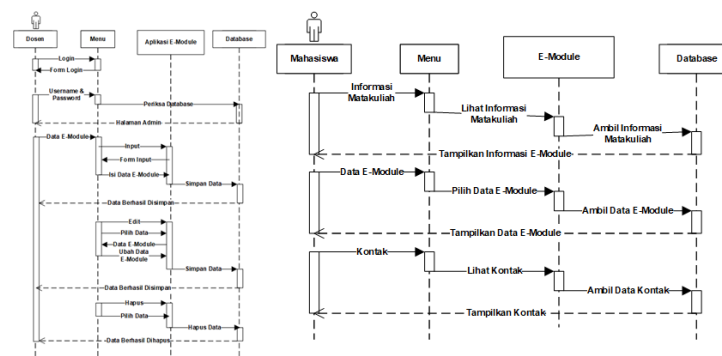 Dosen
Menu
Aplikasi E-Module
Database
Login
Form Login
Username &
Password
Periksa Database
Halaman Admin
Data E-Module
Input
Form Input
Isi Data E-Module
Simpan Data
Data Berhasil Disimpan
Edit
Pilih Data
Data E-Module
Ubah Data
E-Module
Simpan Data
Data Berhasil Disimpan
Hapus
Pilih Data
Hapus Data
Data Berhasil Dihapus
Mahasiswa
Menu
E-Module
Database
Informasi
Matakuliah
Lihat Informasi
Matakuliah
Ambil Informasi
Matakuliah
Tampilkan Informasi E-Module
Data E-Module
Pilih Data E-Module
Ambil Data E-Module
Tampilkan Data E-Module
Kontak
Lihat Kontak
Ambil Data Kontak
Tampilkan Kontak